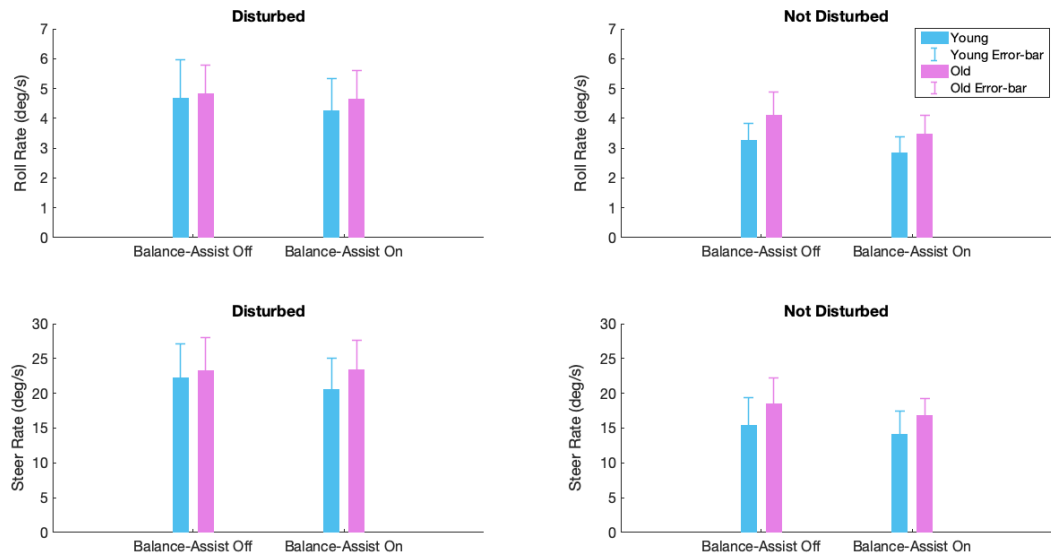 Disturbed
7
6
5
4
3
2
1
0
Roll Rate (deg/s)
Balance-Assist Off
Balance-Assist On
Not Disturbed
7
6
5
4
3
2
1
0
Roll Rate (deg/s)
Balance-Assist Off
Balance-Assist On
Young
Young Error-bar
Old
Old Error-bar
Disturbed
30
25
20
15
10
5
0
Steer Rate (deg/s)
Balance-Assist Off
Balance-Assist On
Not Disturbed
30
25
20
15
10
5
0
Steer Rate (deg/s)
Balance-Assist Off
Balance-Assist On